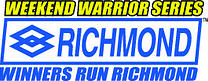 WEEKEND WARRIOR SERIES
RICHMOND
WINNERS RUN RICHMOND